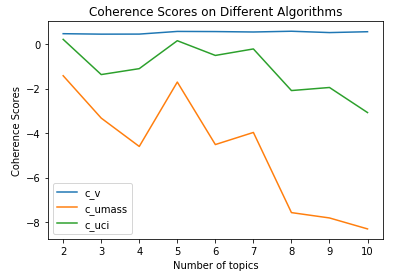 Coherence Scores on Different Algorithms
Coherence Scores
0
−2
−4
−6
−8
c_v
c_umass
c_uci
2 3 4 5 6 7 8 9 10
Number of topics